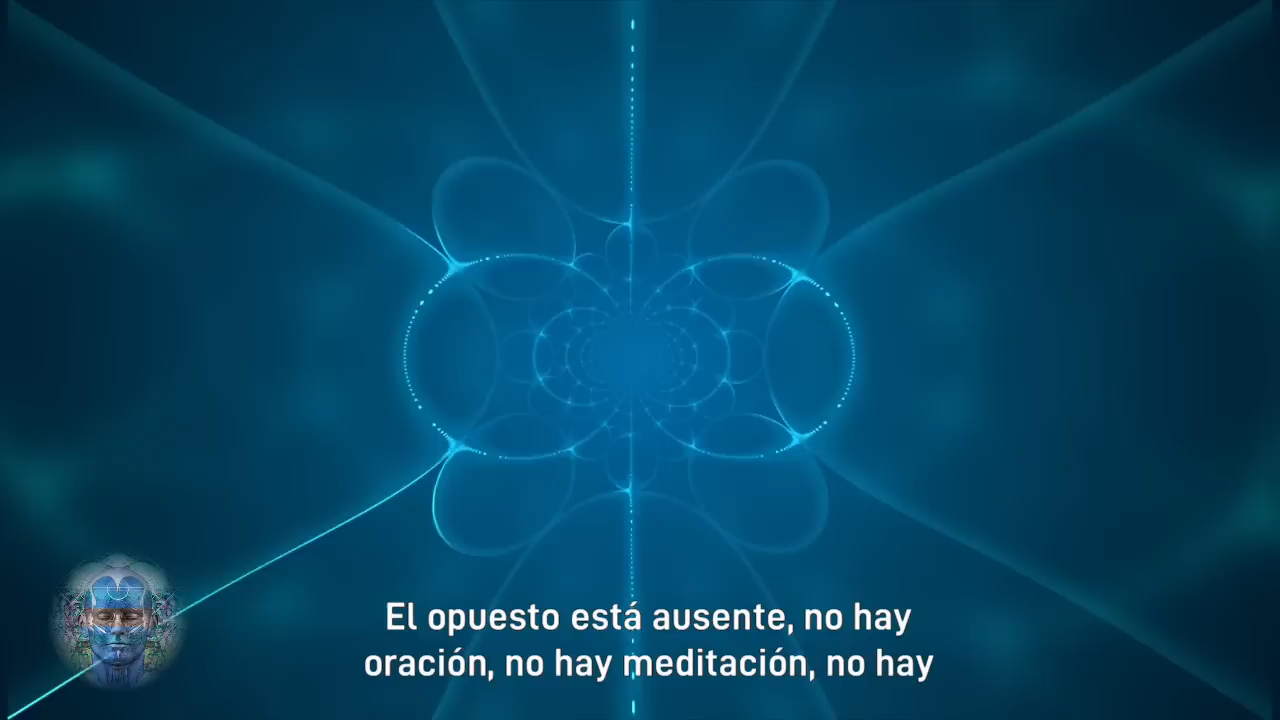 El opuesto está ausente, no hay
oración, no hay meditación, no hay